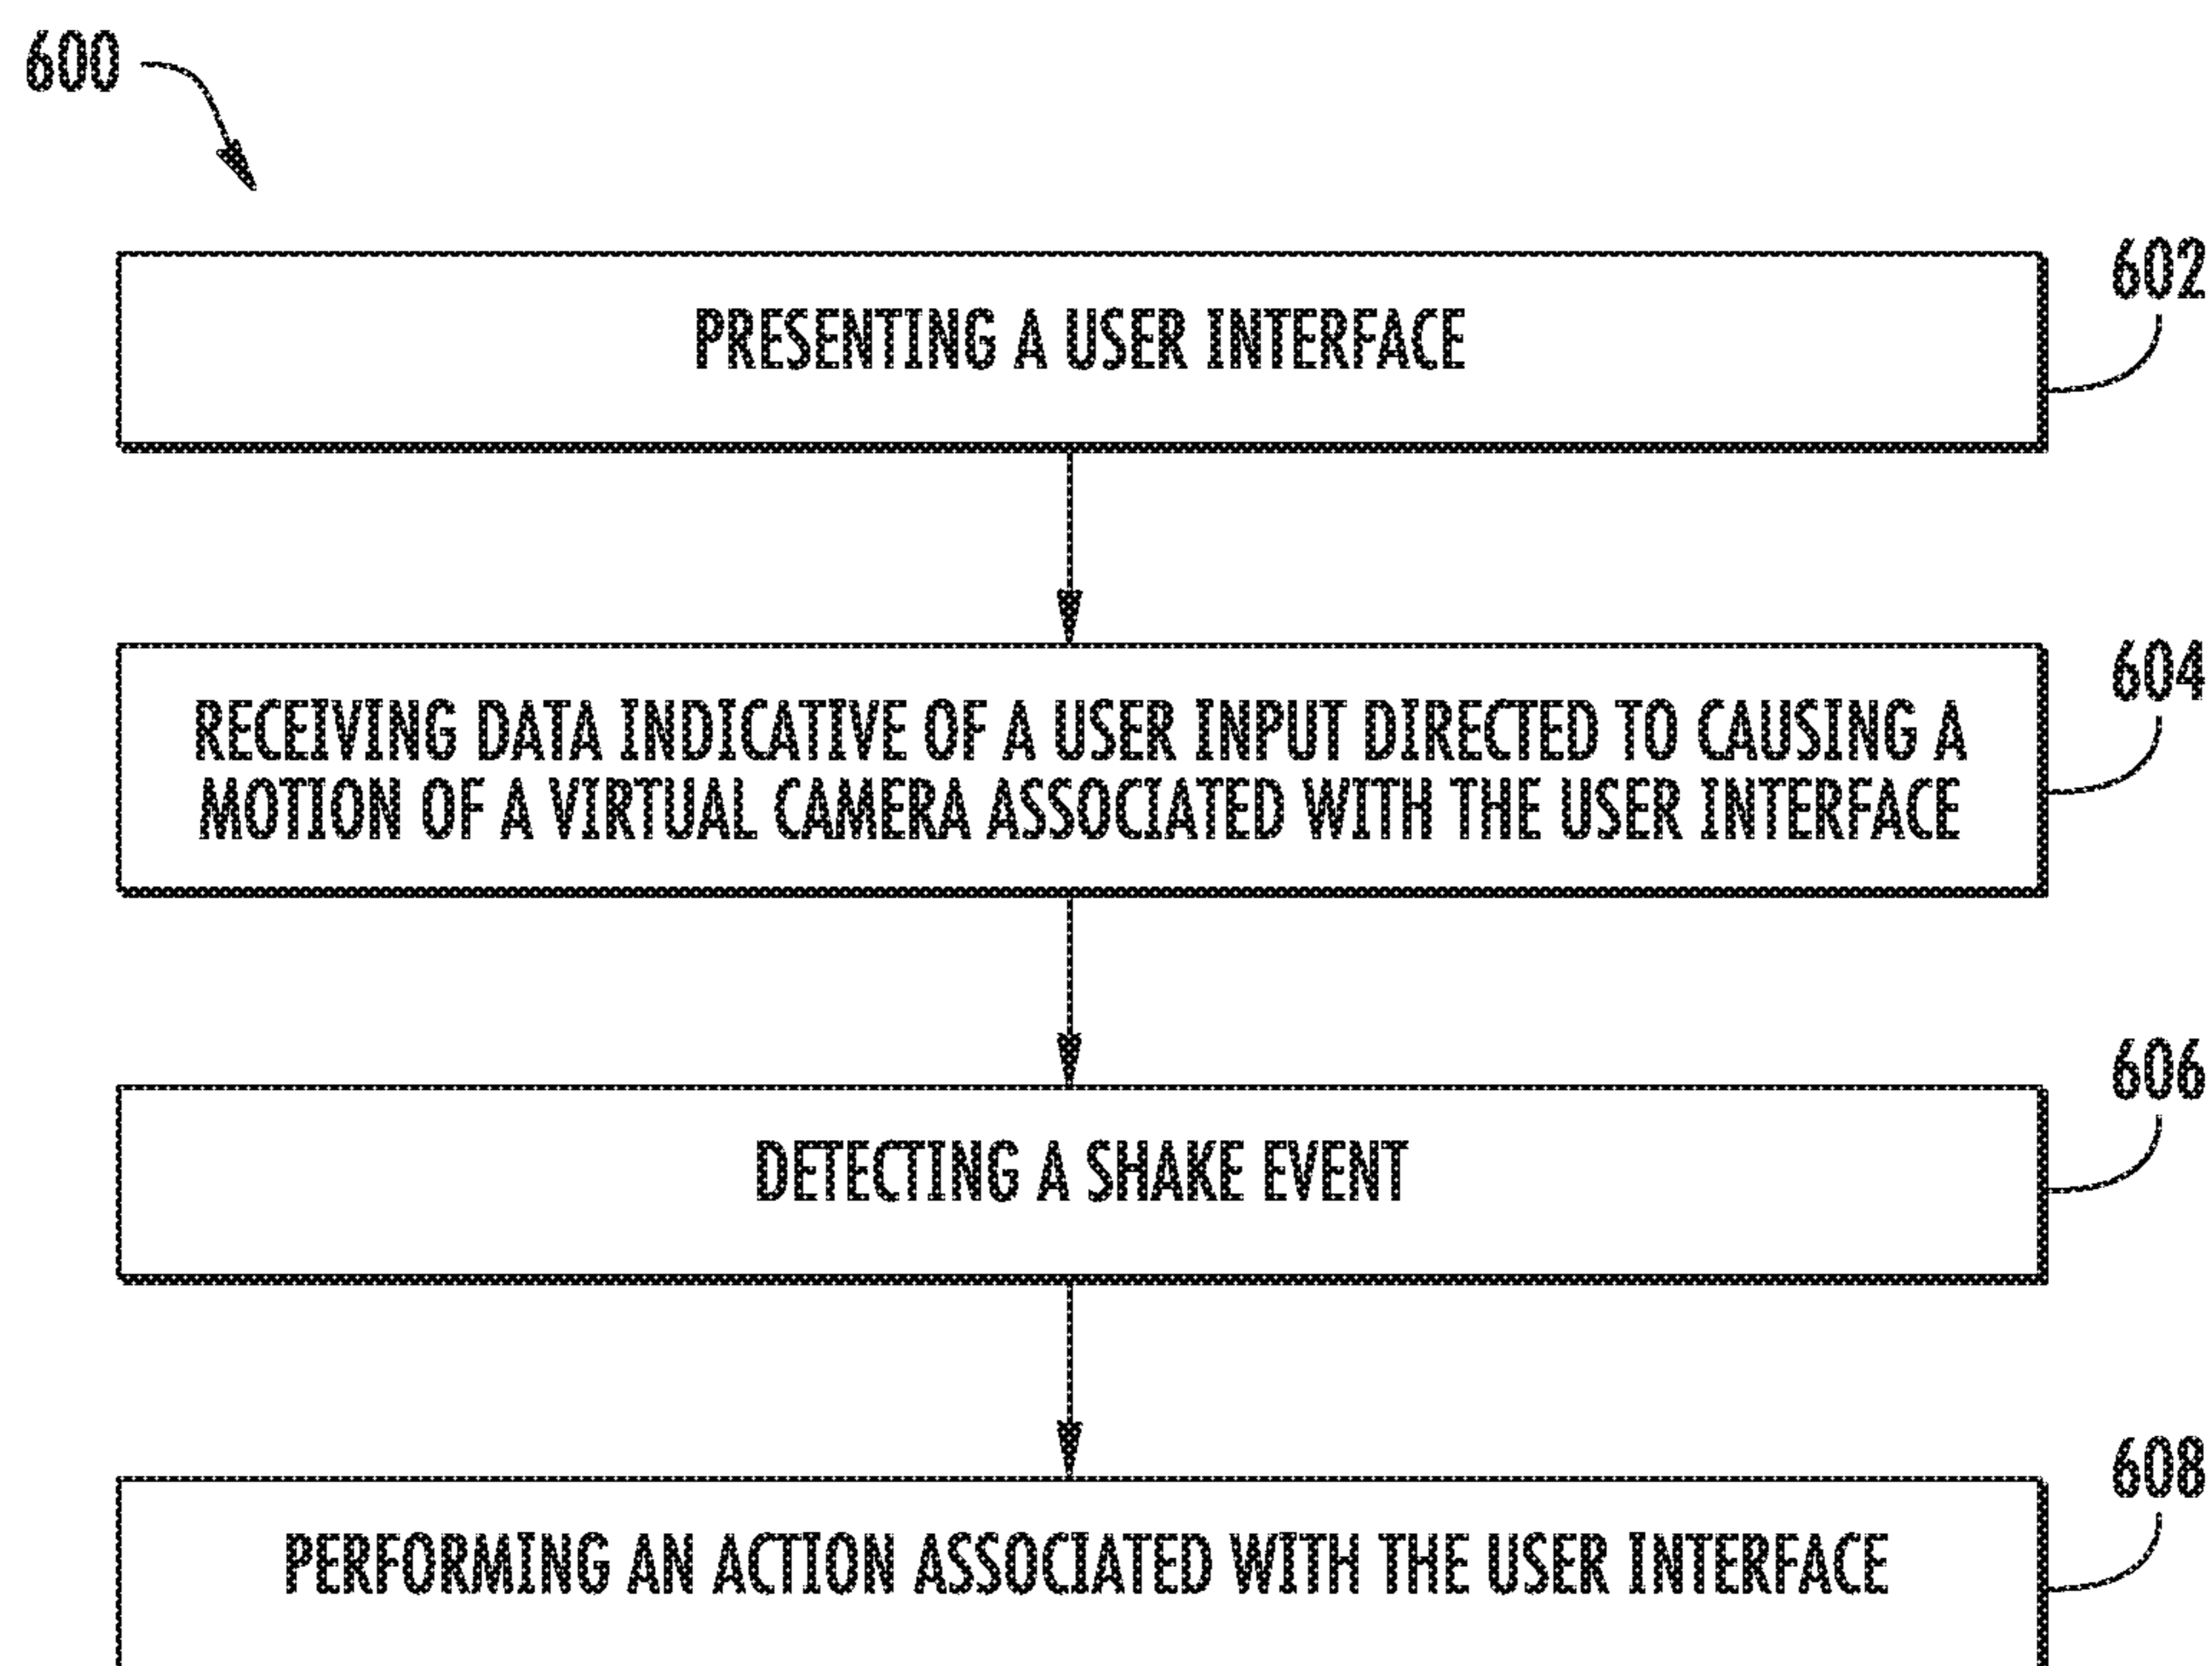 600
602
PRESENTING A USER INTERFACE
604
RECEIVING DATA INDICATIVE OF A USER INPUT DIRECTED TO CAUSING A
MOTION OF A VIRTUAL CAMERA ASSOCIATED WITH THE USER INTERFACE
606
DETECTING A SHAKE EVENT
608
PERFORMING AN ACTION ASSOCIATED WITH THE USER INTERFACE